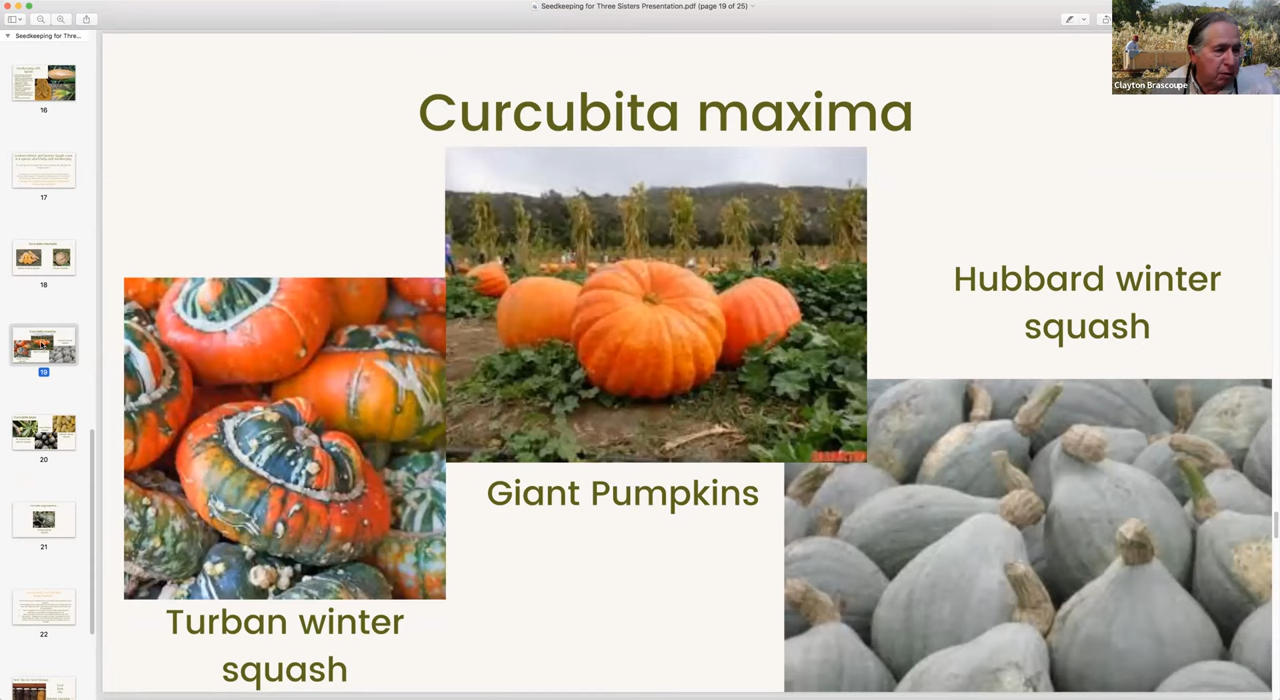 Seedkeeping for Three Sisters Presentation.pdf (page 19 of 25)
Seedkeeping for Thre...
Clayton Brascoupe
Curcubita maxima
Hubbard winter
squash
Giant Pumpkins
Turban winter
squash
16
17
18
19
20
21
22